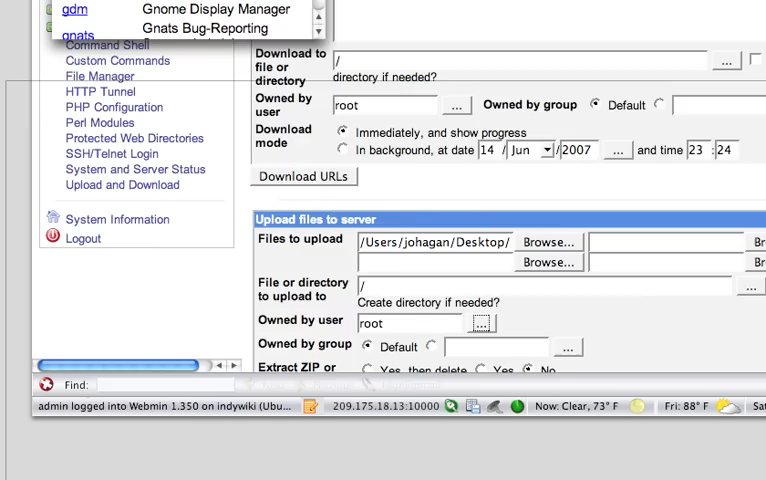 gdm Gnome Display Manager
gnats Gnats Bug-Reporting
Command Shell
Custom Commands
File Manager
HTTP Tunnel
PHP Configuration
Perl Modules
Protected Web Directories
SSH/Telnet Login
System and Server Status
Upload and Download
System Information
Logout
Download to file or directory /
...
directory if needed?
Owned by user root ... Owned by group Default
Download mode Immediately, and show progress
In background, at date 14 / Jun / 2007 ... and time 23 : 24
Download URLs
Upload files to server
Files to upload /Users/johagan/Desktop/ Browse... Br
Browse... Br
File or directory to upload to / ...
Create directory if needed?
Owned by user root ...
Owned by group Default ...
Extract ZIP or Yes, then delete Yes No
Find:
admin logged into Webmin 1.350 on indywiki (Ubu... 209.175.18.13:10000 Now: Clear, 73° F Fri: 88° F Sat